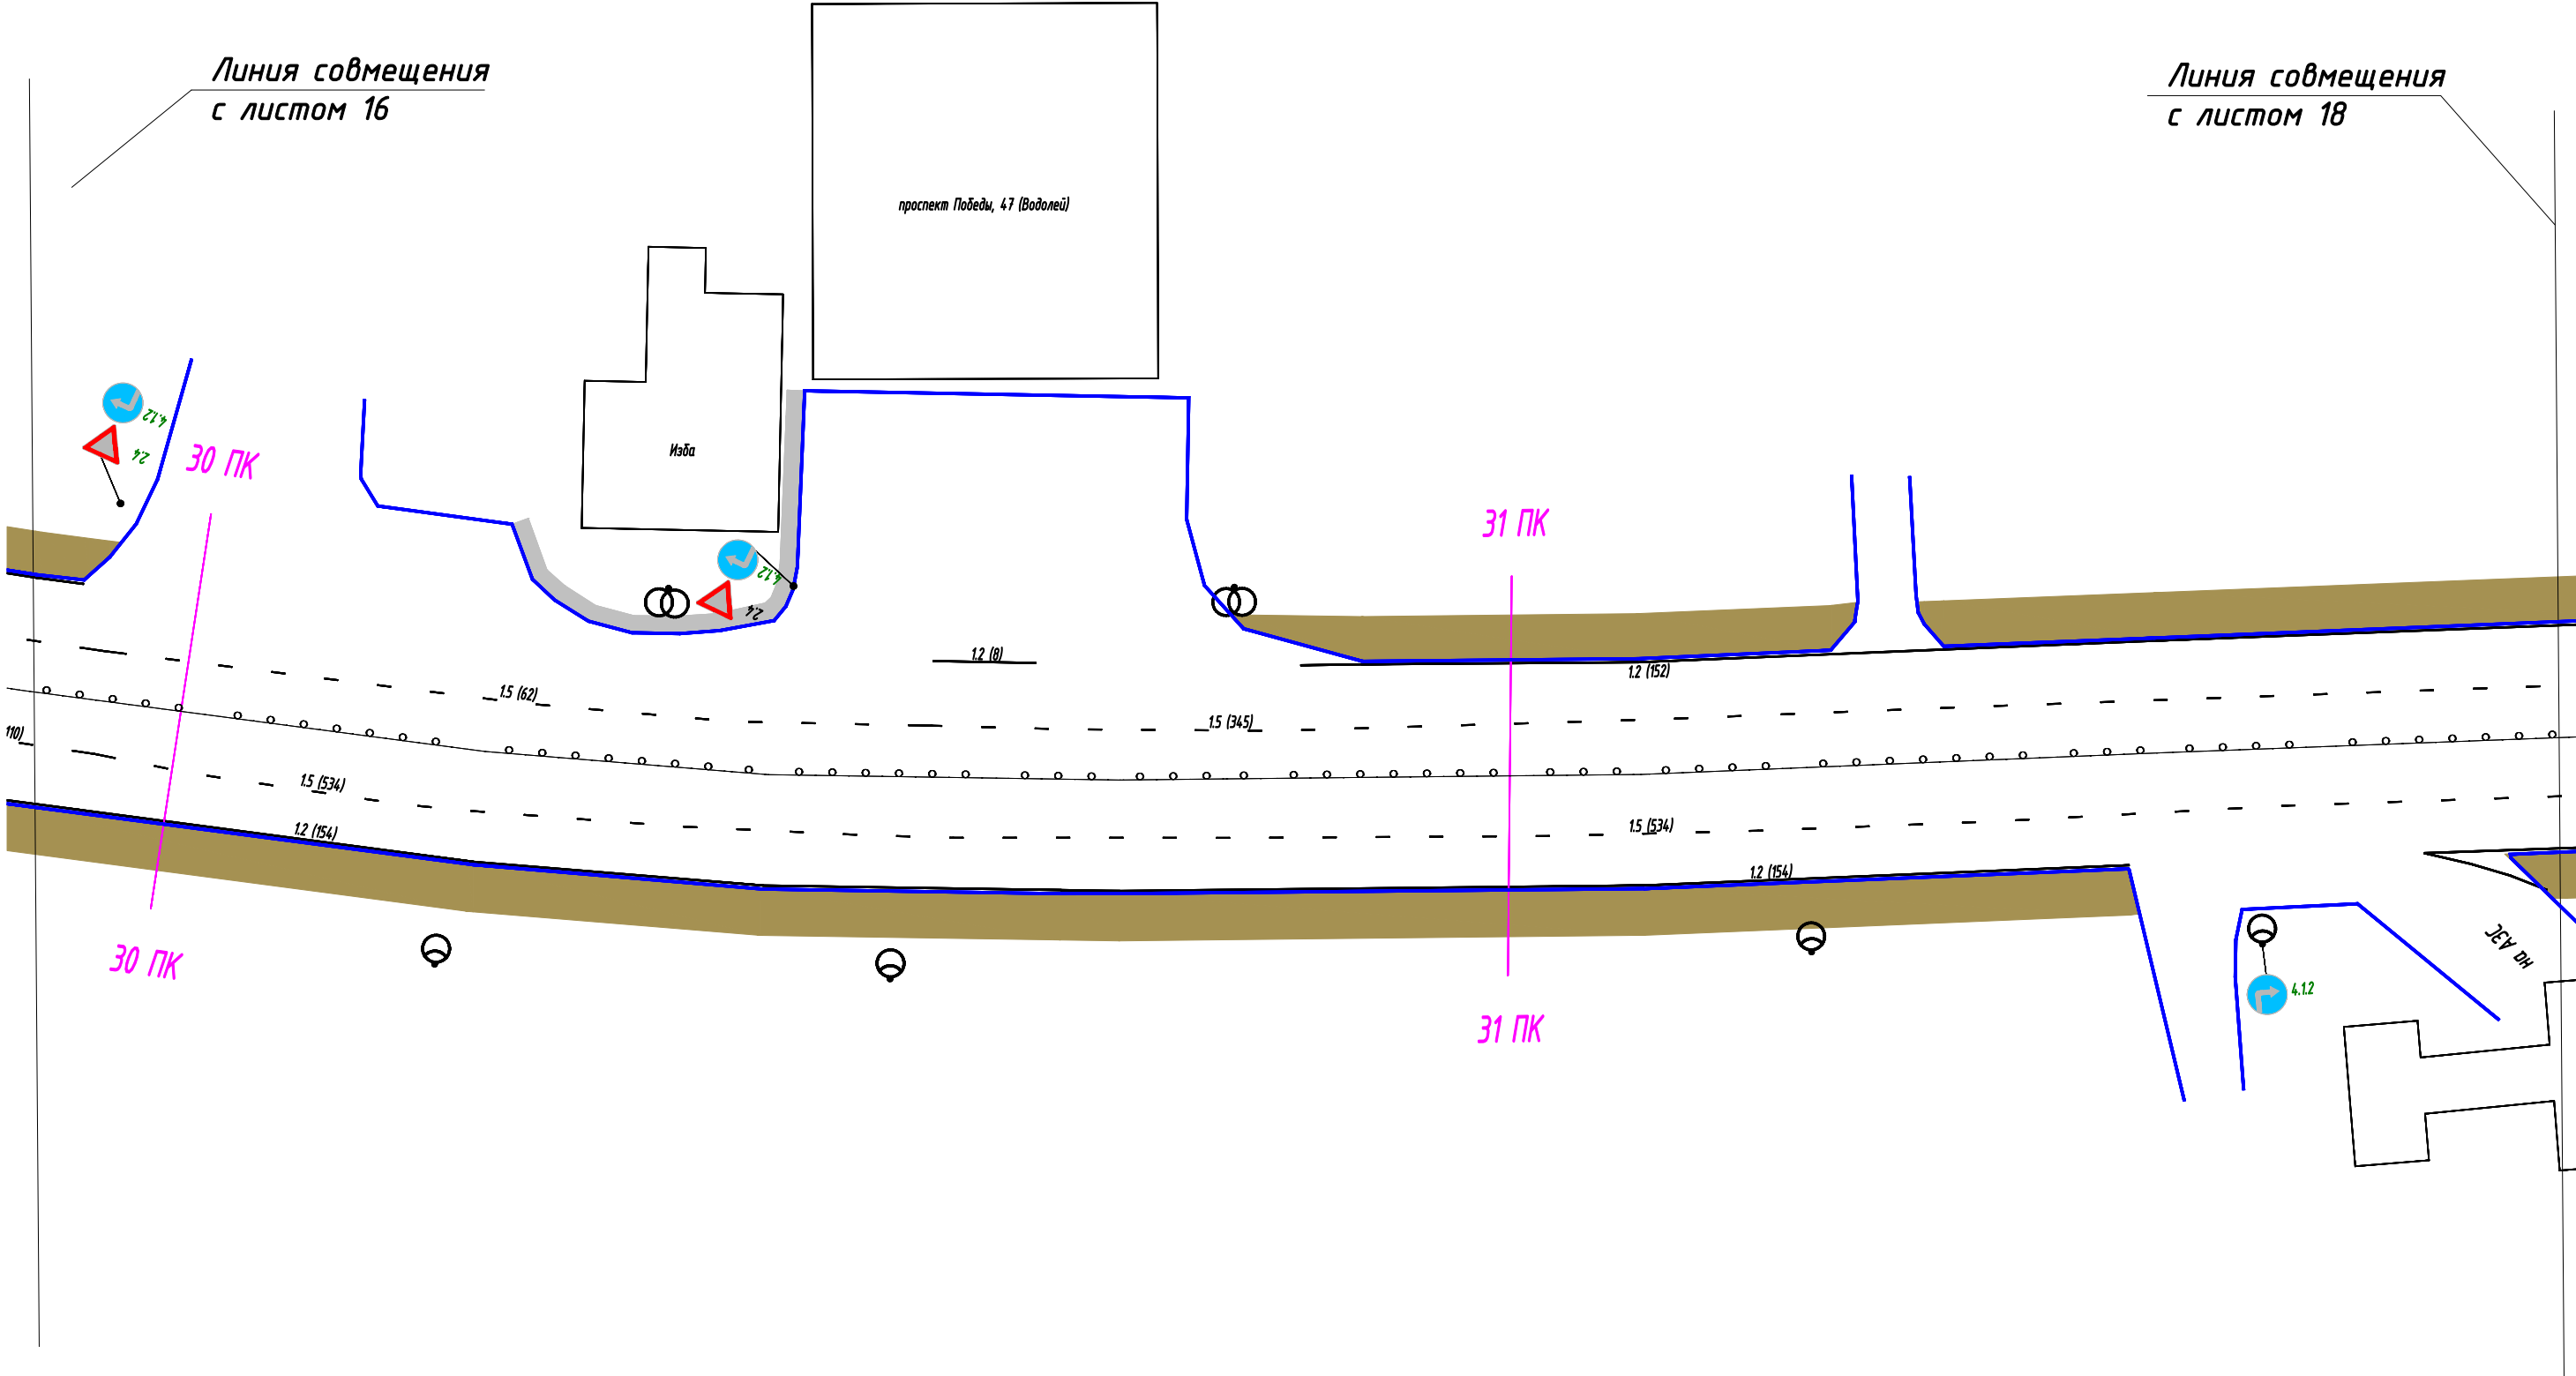 Линия совмещения
с листом 16
Линия совмещения
с листом 18
проспект Победы, 47 (Водолей)
Изба
4.1.2
2.4
30 ПК
31 ПК
4.1.2
2.4
1.2 (8)
1.2 (152)
1.5 (62)
1.5 (345)
110)
1.5 (534)
1.2 (154)
1.5 (534)
1.2 (154)
30 ПК
31 ПК
на АЗС
4.1.2